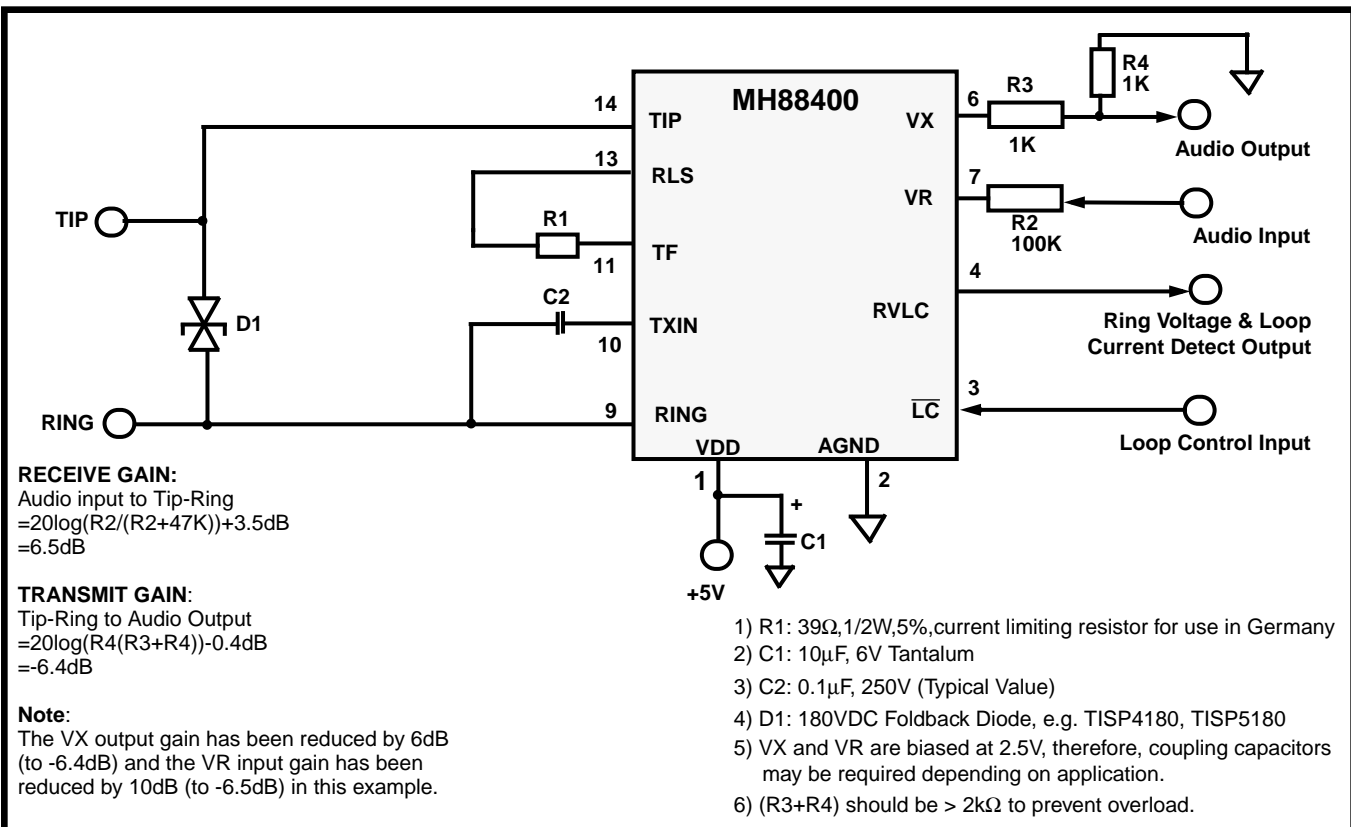 MH88400
14
TIP
13
RLS
R1
11
TF
C2
10
TXIN
9
RING
VDD
AGND
1
2
+
C1
+5V
TIP
D1
RING
VX
6
R3
1K
R4
1K
Audio Output
VR
7
R2
100K
Audio Input
RVLC
4
Ring Voltage & Loop
Current Detect Output
LC
3
Loop Control Input
RECEIVE GAIN:
Audio input to Tip-Ring
=20log(R2/(R2+47K))+3.5dB
=6.5dB
TRANSMIT GAIN:
Tip-Ring to Audio Output
=20log(R4(R3+R4))-0.4dB
=-6.4dB
Note:
The VX output gain has been reduced by 6dB
(to -6.4dB) and the VR input gain has been
reduced by 10dB (to -6.5dB) in this example.
1) R1: 39Ω,1/2W,5%,current limiting resistor for use in Germany
2) C1: 10μF, 6V Tantalum
3) C2: 0.1μF, 250V (Typical Value)
4) D1: 180VDC Foldback Diode, e.g. TISP4180, TISP5180
5) VX and VR are biased at 2.5V, therefore, coupling capacitors
may be required depending on application.
6) (R3+R4) should be > 2kΩ to prevent overload.